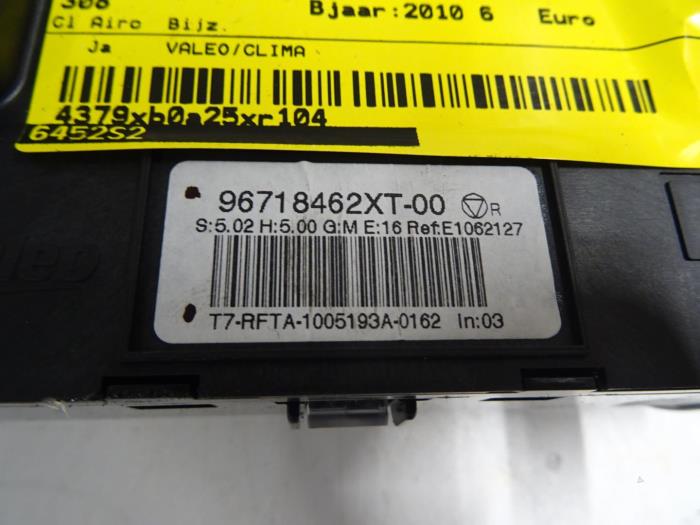 308 Bjaar:2010 6 Euro
Cl Airc Bijz.
Ja VALEO/CLIMA
4379xb0a25xr104
6452S2
96718462XT-00 R
S:5.02 H:5.00 G:M E:16 Ref:E1062127
T7-RFTA-1005193A-0162 In:03